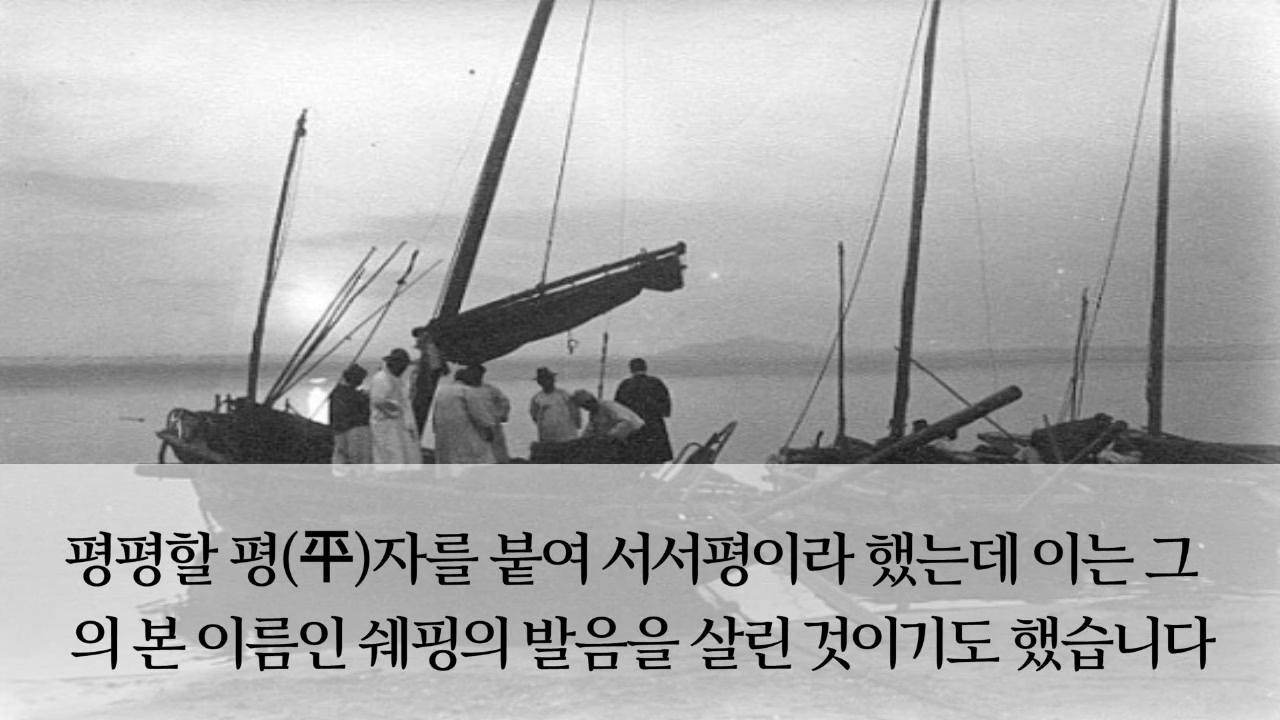 평평할 평(平)자를 붙여 서서평이라 했는데 이는 그
의 본 이름인 쉐핑의 발음을 살린 것이기도 했습니다